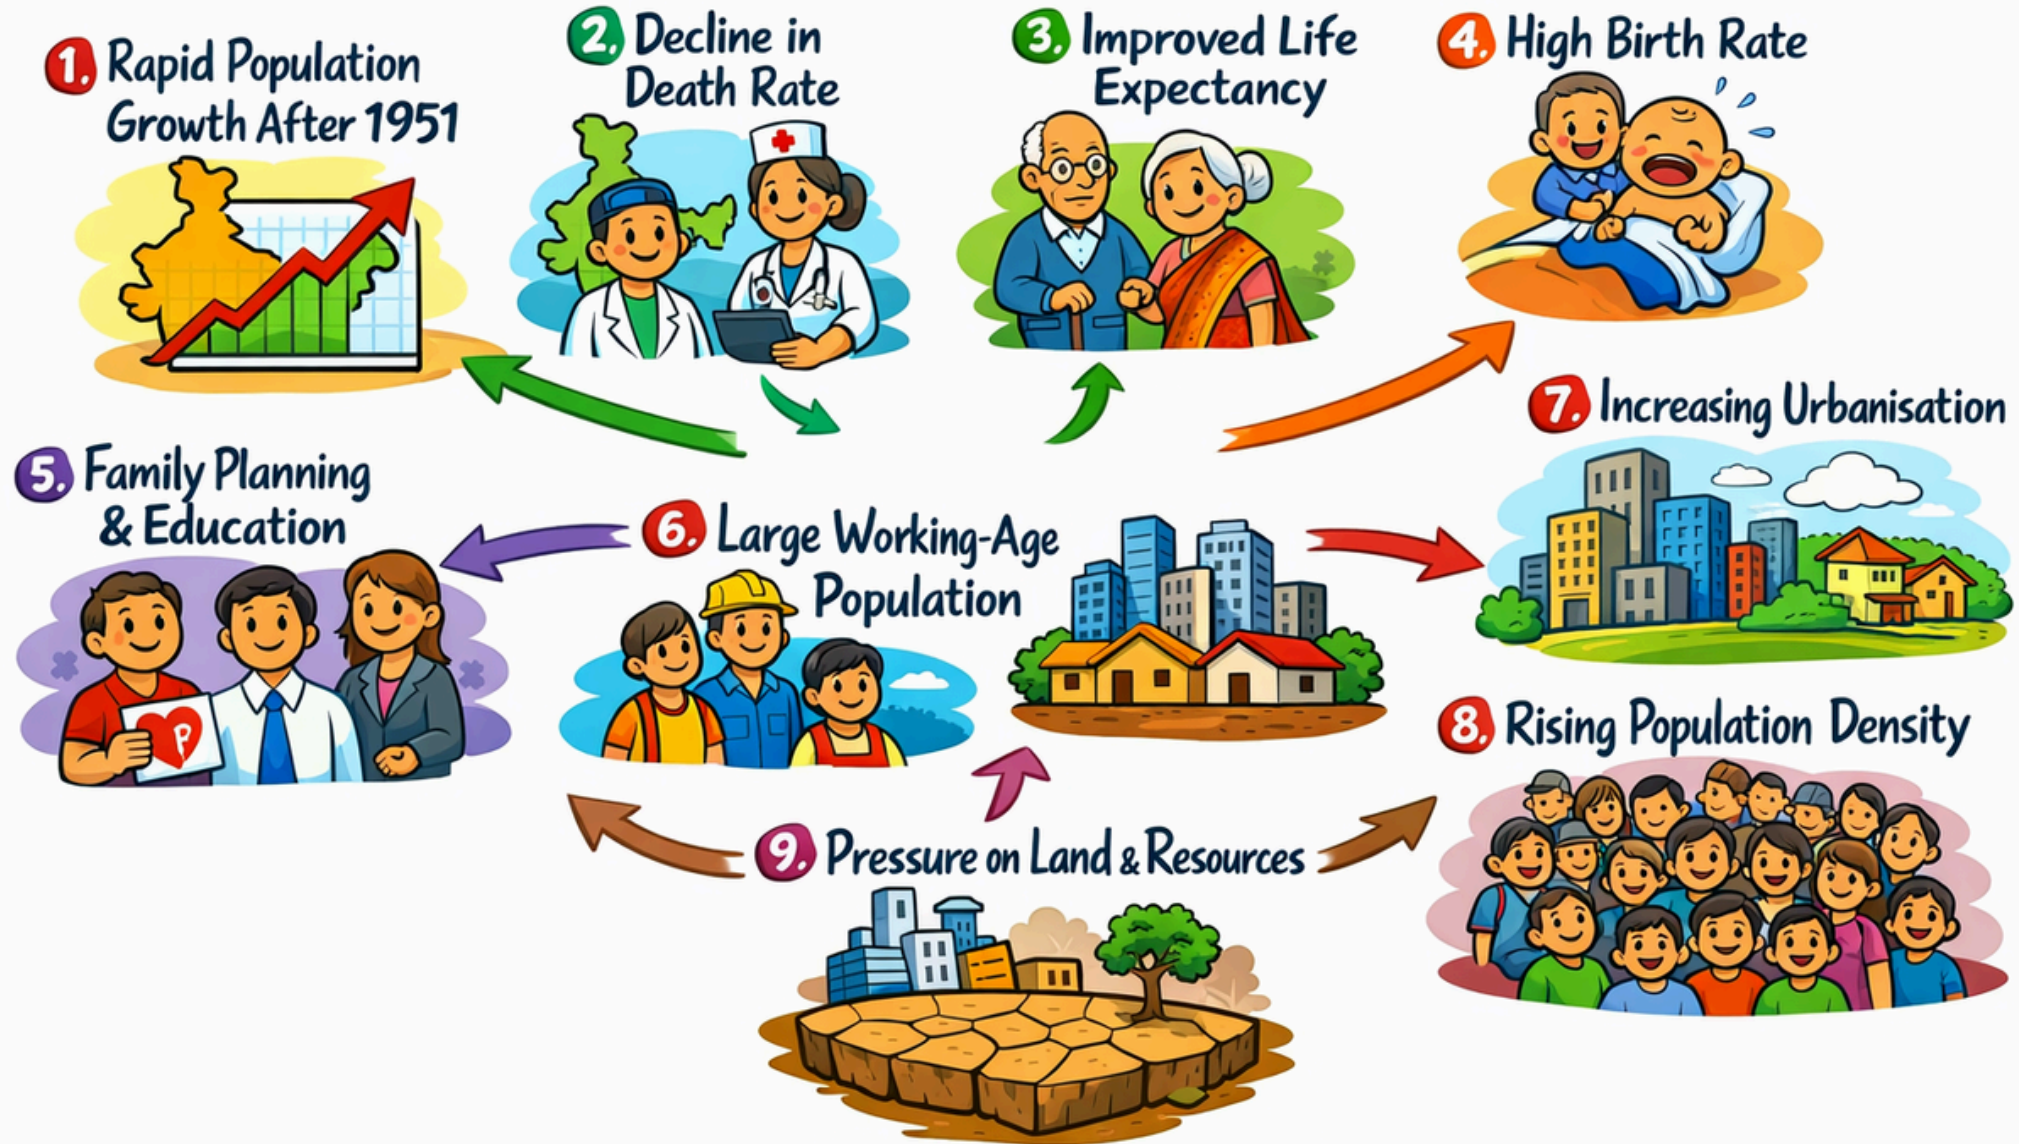 1. Rapid Population
Growth After 1951
2. Decline in
Death Rate
3. Improved Life
Expectancy
4. High Birth Rate
5. Family Planning
& Education
P
6. Large Working-Age
Population
7. Increasing Urbanisation
8. Rising Population Density
9. Pressure on Land & Resources